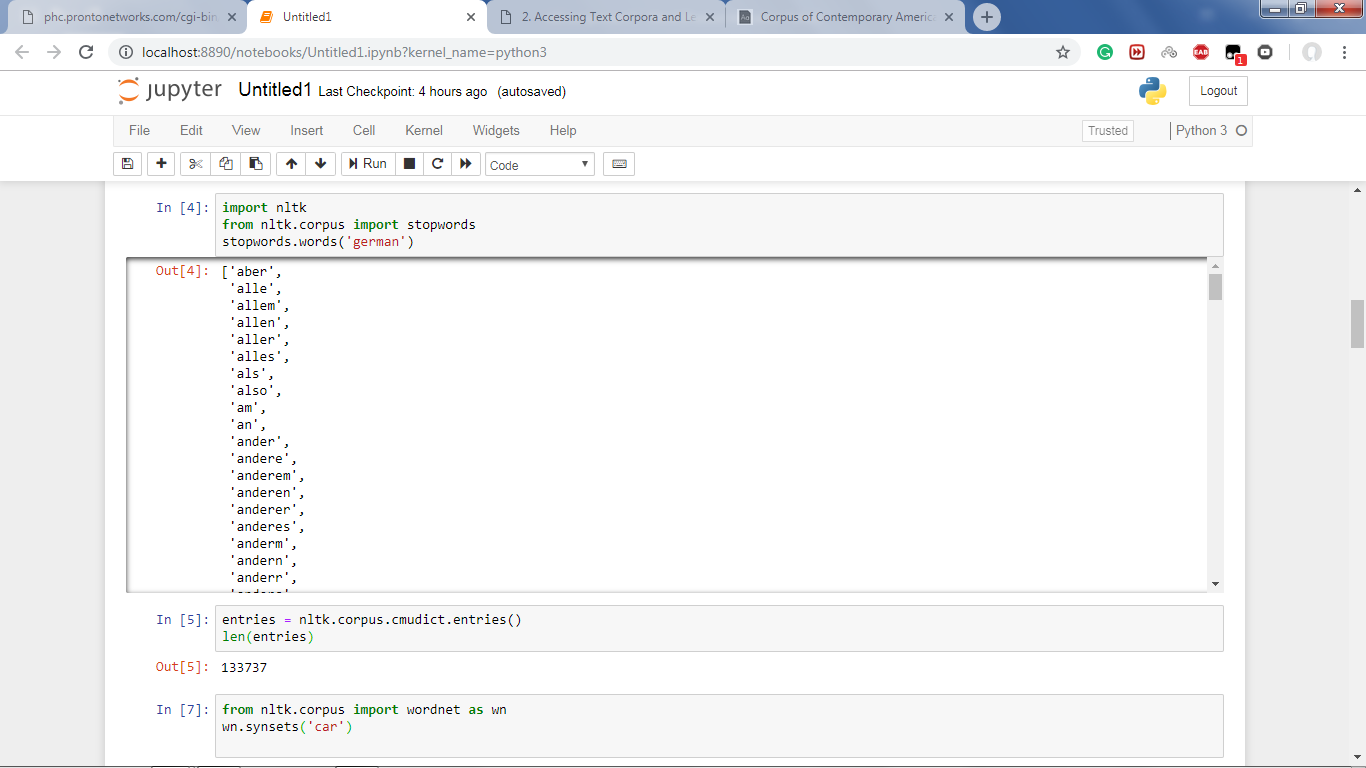 phc.prontonetworks.com/cgi-bin
Untitled1
2. Accessing Text Corpora and Le
Corpus of Contemporary America
localhost:8890/notebooks/Untitled1.ipynb?kernel_name=python3
EAB
1
jupyter Untitled1 Last Checkpoint: 4 hours ago (autosaved)
Logout
File Edit View Insert Cell Kernel Widgets Help
Trusted
Python 3
Run
Code
In [4]: import nltk
from nltk.corpus import stopwords
stopwords.words('german')
Out[4]: ['aber',
'alle',
'allem',
'allen',
'aller',
'alles',
'als',
'also',
'am',
'an',
'ander',
'andere',
'anderem',
'anderen',
'anderer',
'anderes',
'anderm',
'andern',
'anderr',
In [5]: entries = nltk.corpus.cmudict.entries()
len(entries)
Out[5]: 133737
In [7]: from nltk.corpus import wordnet as wn
wn.synsets('car')